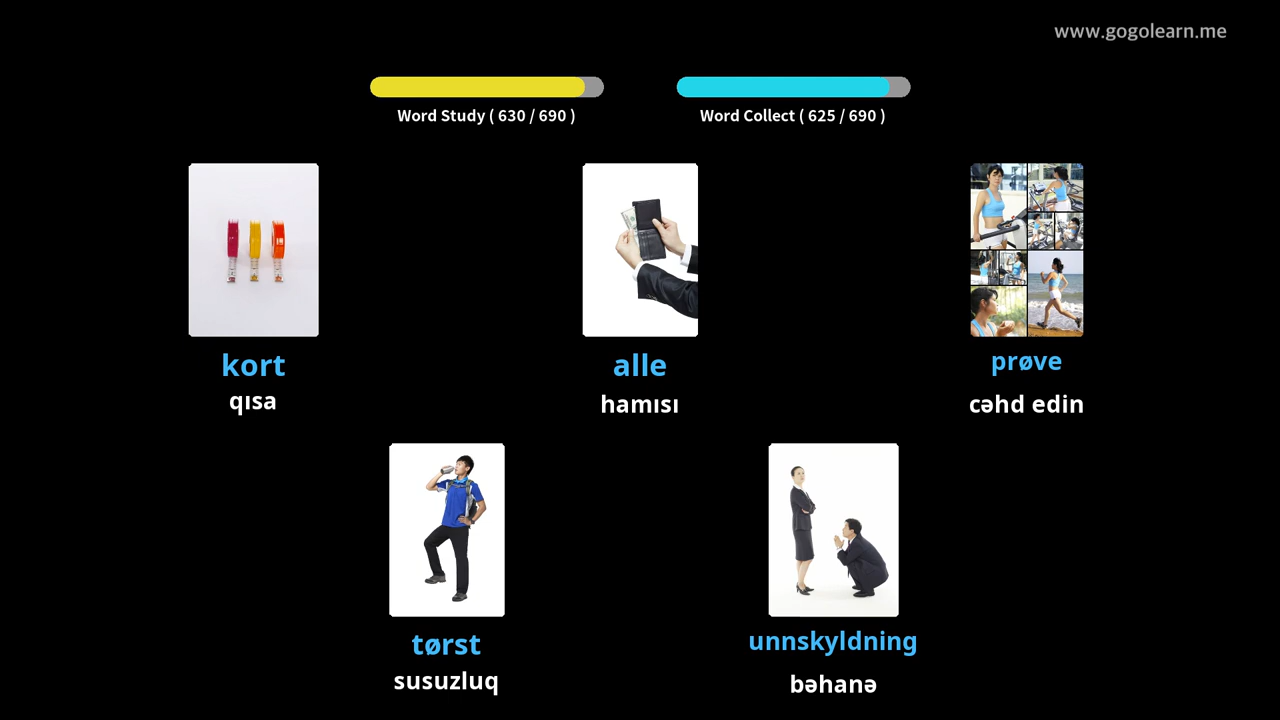 www.gogolearn.me
Word Study ( 630 / 690 )
Word Collect ( 625 / 690 )
kort
qısa
alle
hamısı
prøve
cəhd edin
tørst
susuzluq
unnskyldning
bəhanə